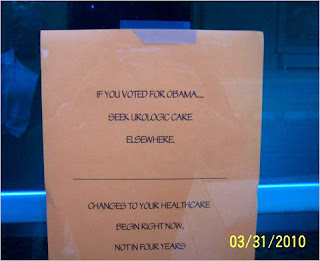 IF YOU VOTED FOR OBAMA....
SEEK UROLOGIC CARE
ELSEWHERE.
CHANGES TO YOUR HEALTHCARE
BEGIN RIGHT NOW,
NOT IN FOUR YEARS
03/31/2010